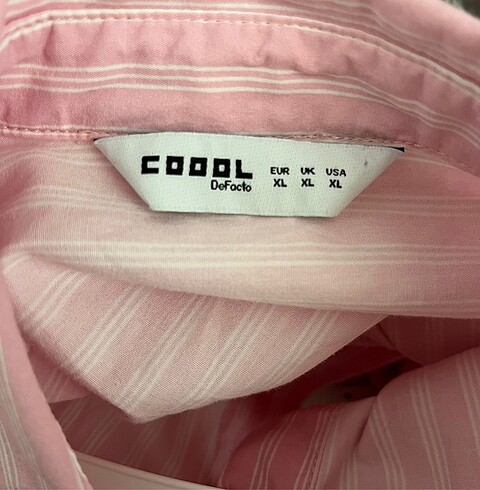 COOOL
DeFacto
EUR UK USA
XL XL XL